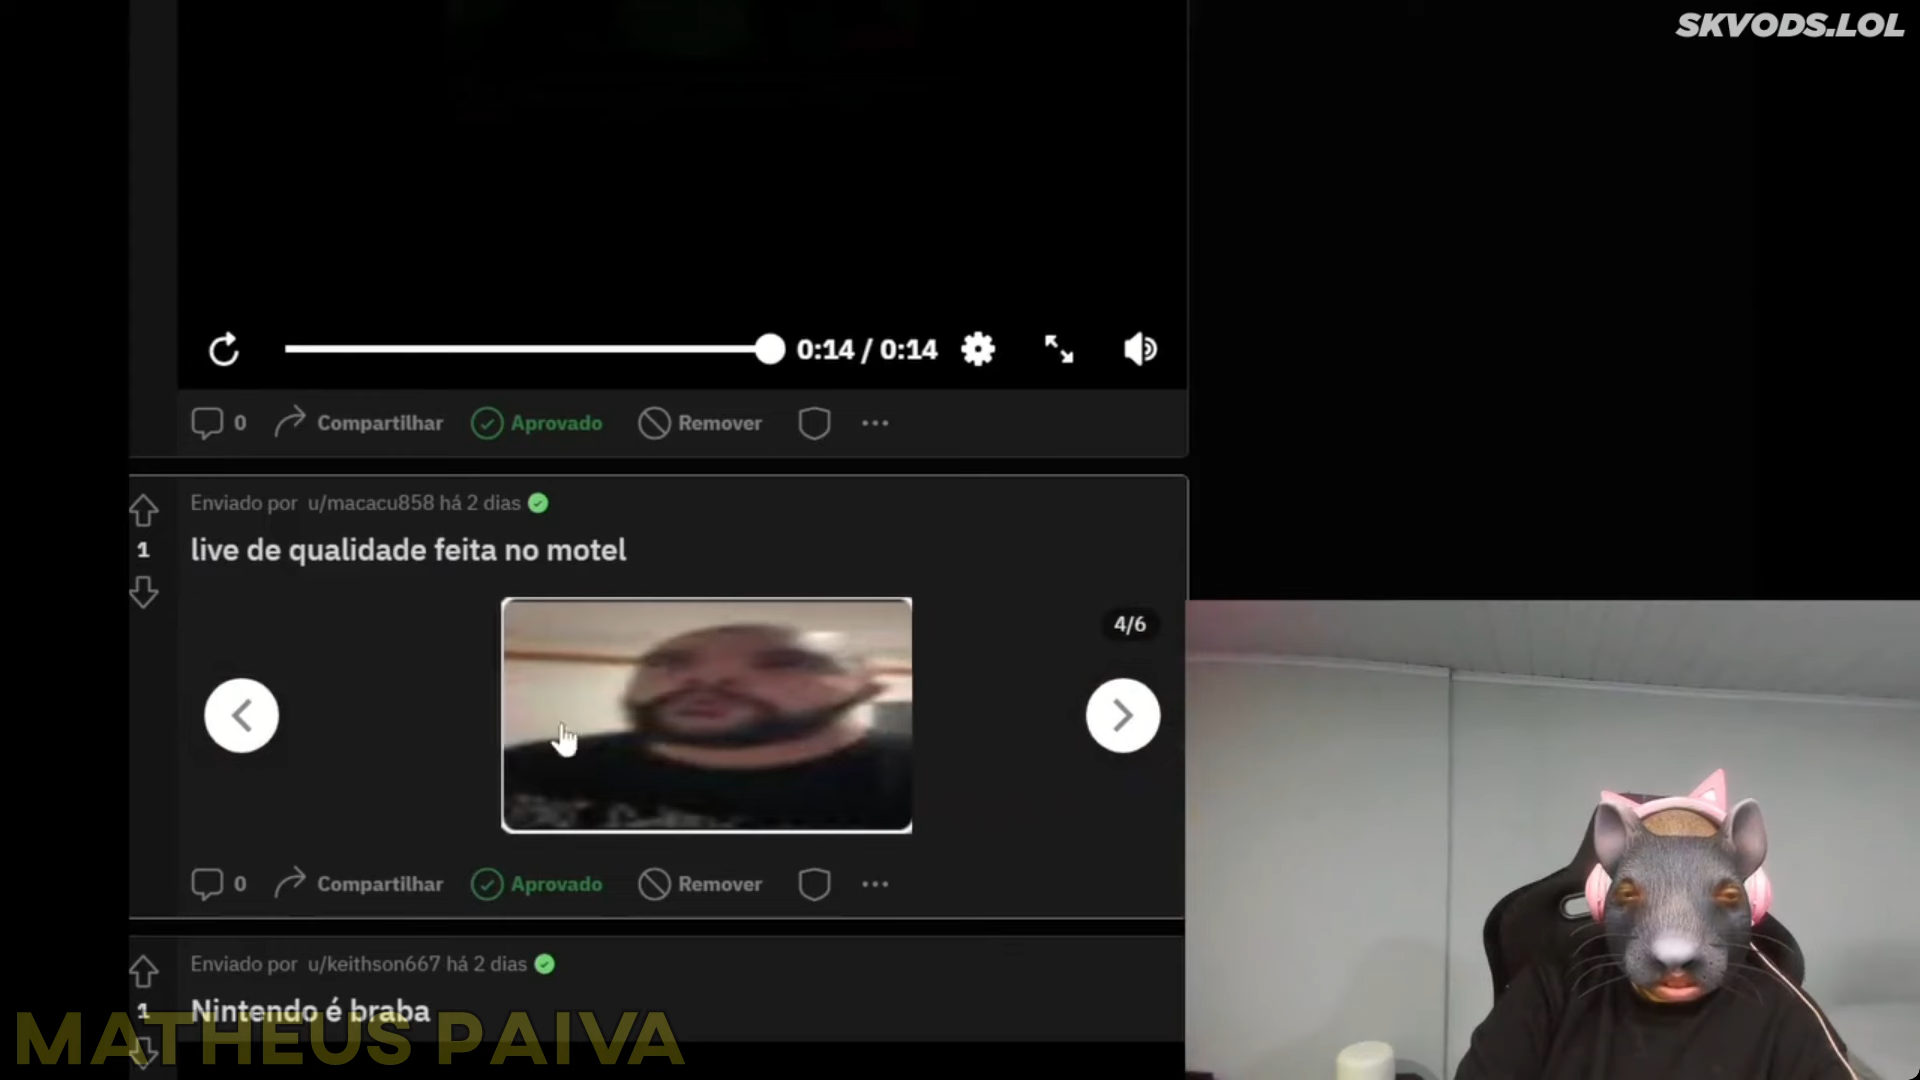 SKVODS.LOL
0:14 / 0:14
0 Compartilhar Aprovado Remover
Enviado por u/macacu858 há 2 dias
1
live de qualidade feita no motel
4/6
0 Compartilhar Aprovado Remover
Enviado por u/keithson667 há 2 dias
1
Nintendo é braba
MATHEUS PAIVA